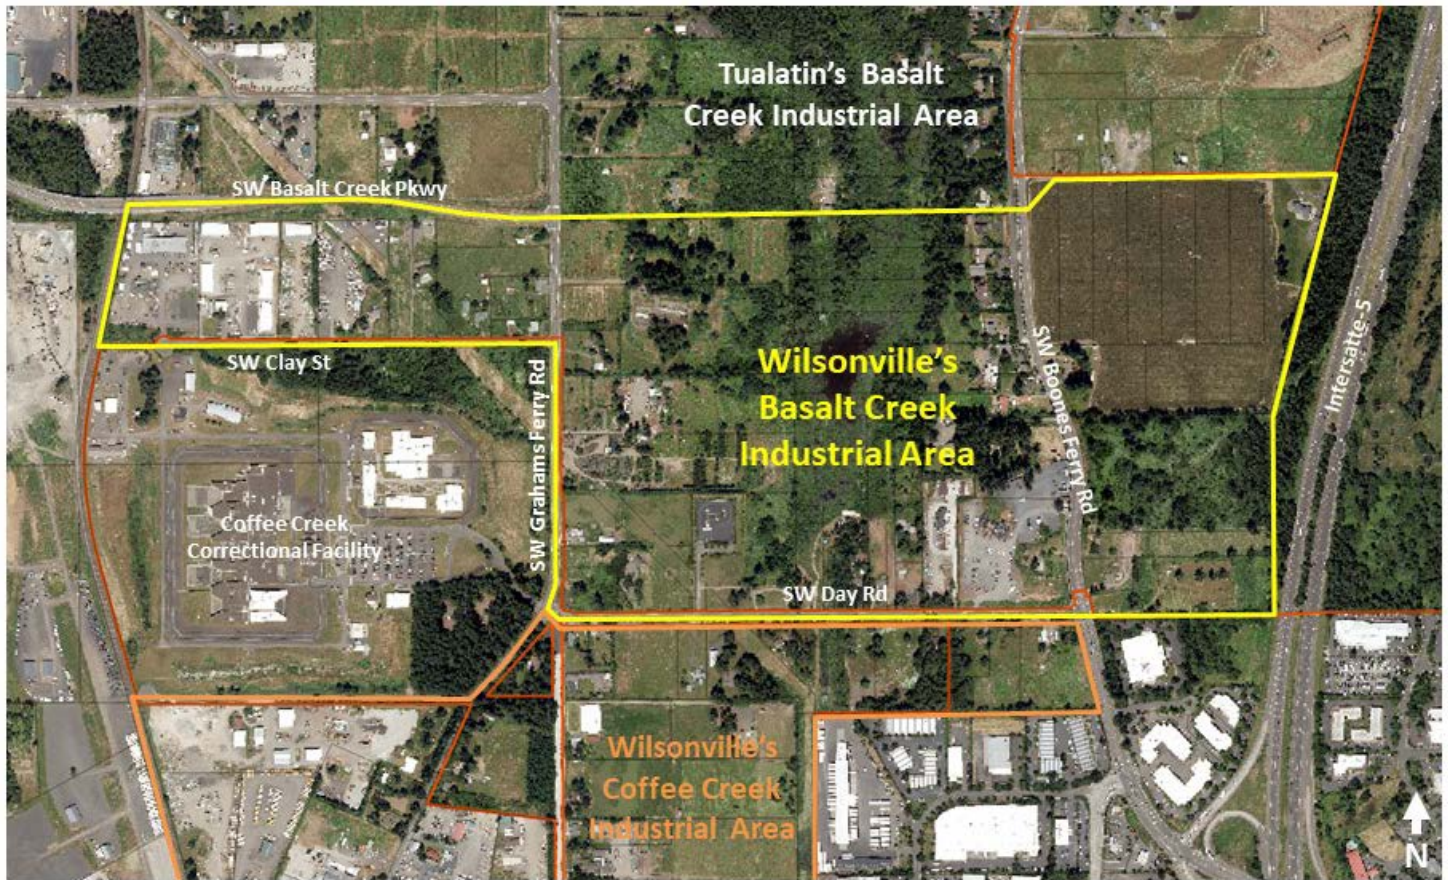 Tualatin's Basalt
Creek Industrial Area
SW Basalt Creek Pkwy
SW Clay St
SW Grahams Ferry Rd
Wilsonville's
Basalt Creek
Industrial Area
SW Boones Ferry Rd
Intersatte-5
Coffee Creek
Correctional Facility
SW Day Rd
Wilsonville's
Coffee Creek
Industrial Area
N